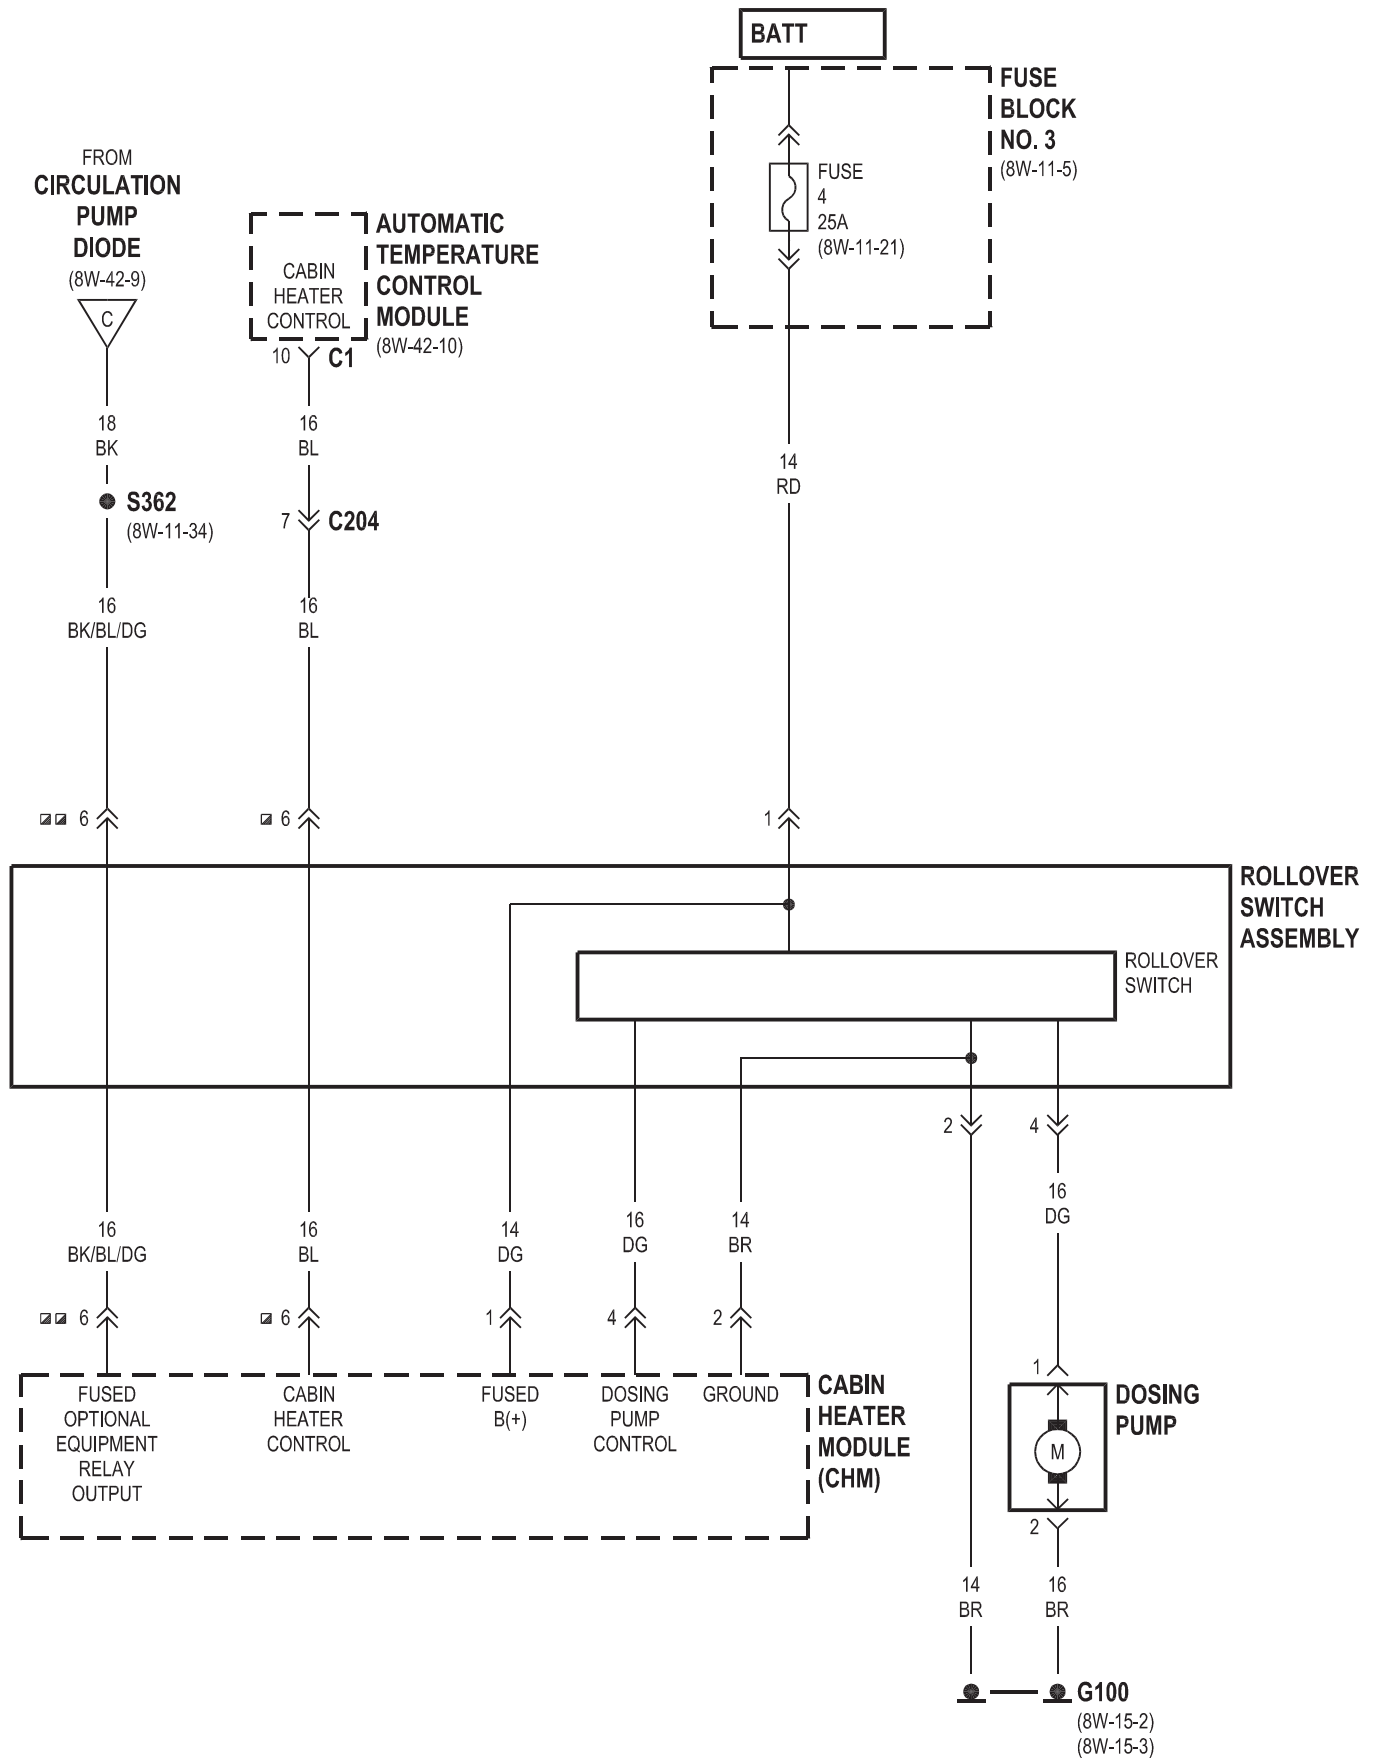 BATT
FUSE
BLOCK
NO. 3
(8W-11-5)
FUSE
4
25A
(8W-11-21)
FROM
CIRCULATION
PUMP
DIODE
(8W-42-9)
C
AUTOMATIC
TEMPERATURE
CONTROL
MODULE
(8W-42-10)
CABIN
HEATER
CONTROL
10
C1
18
BK
16
BL
14
RD
S362
(8W-11-34)
7
C204
16
BK/BL/DG
16
BL
6
6
1
ROLLOVER
SWITCH
ASSEMBLY
ROLLOVER
SWITCH
2
4
16
DG
16
BK/BL/DG
16
BL
14
DG
16
DG
14
BR
6
6
1
4
2
1
FUSED
OPTIONAL
EQUIPMENT
RELAY
OUTPUT
CABIN
HEATER
CONTROL
FUSED
B(+)
DOSING
PUMP
CONTROL
GROUND
CABIN
HEATER
MODULE
(CHM)
DOSING
PUMP
M
2
14
BR
16
BR
G100
(8W-15-2)
(8W-15-3)